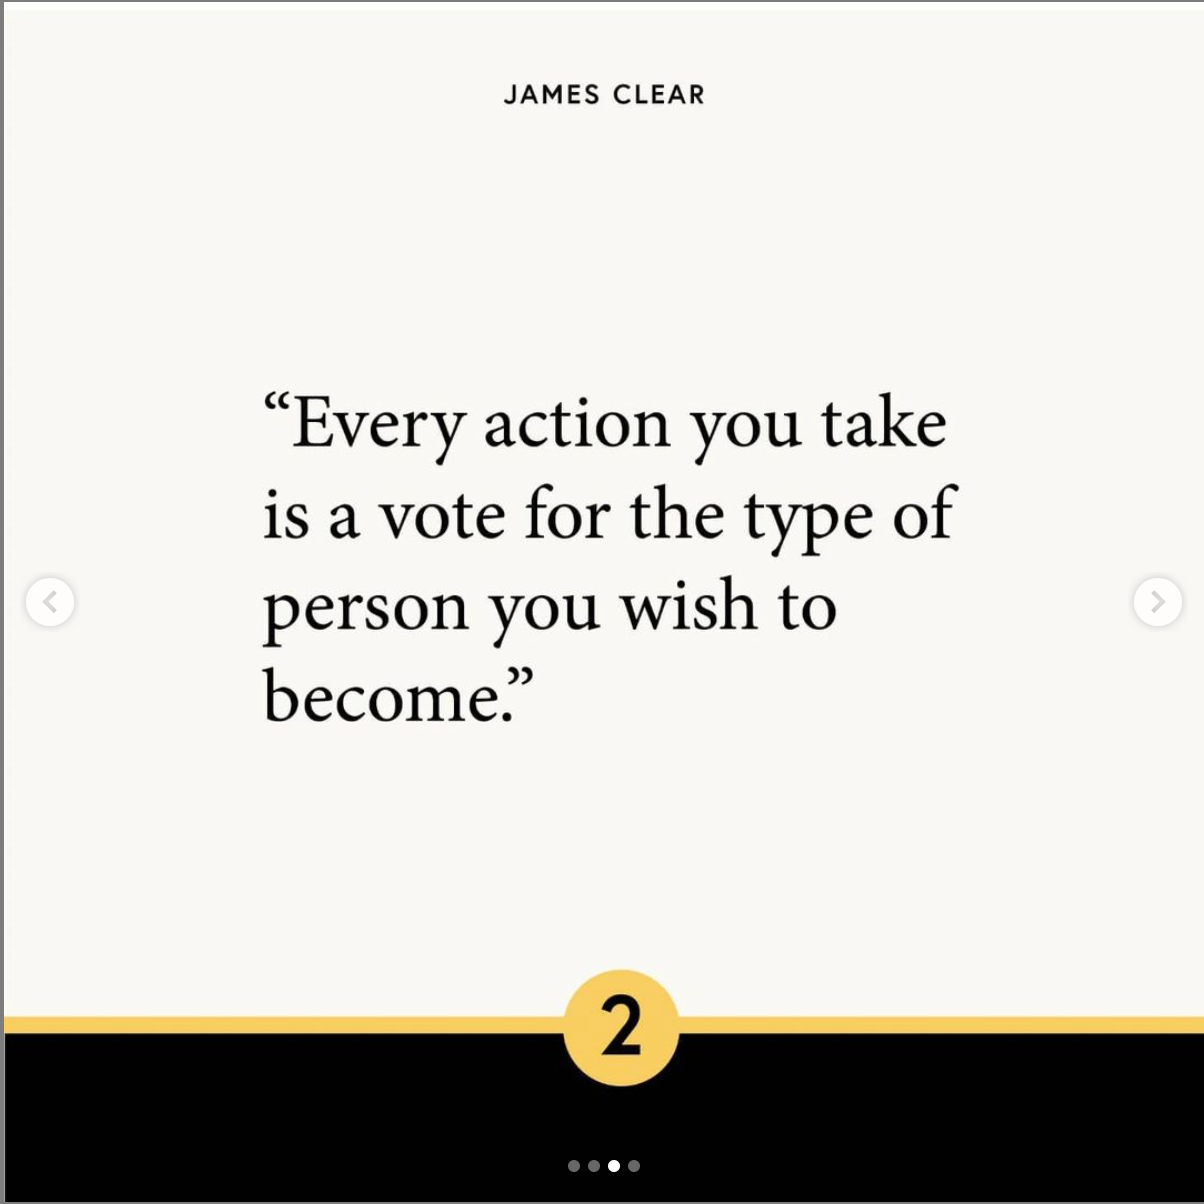 JAMES CLEAR
“Every action you take
is a vote for the type of
person you wish to
become.”
2